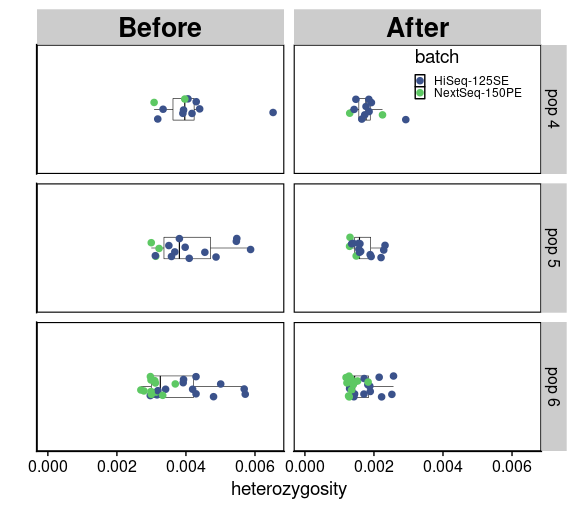 Before
After
batch
HiSeq-125SE
NextSeq-150PE
pop 4
pop 5
pop 6
0.000 0.002 0.004 0.006
0.000 0.002 0.004 0.006
heterozygosity